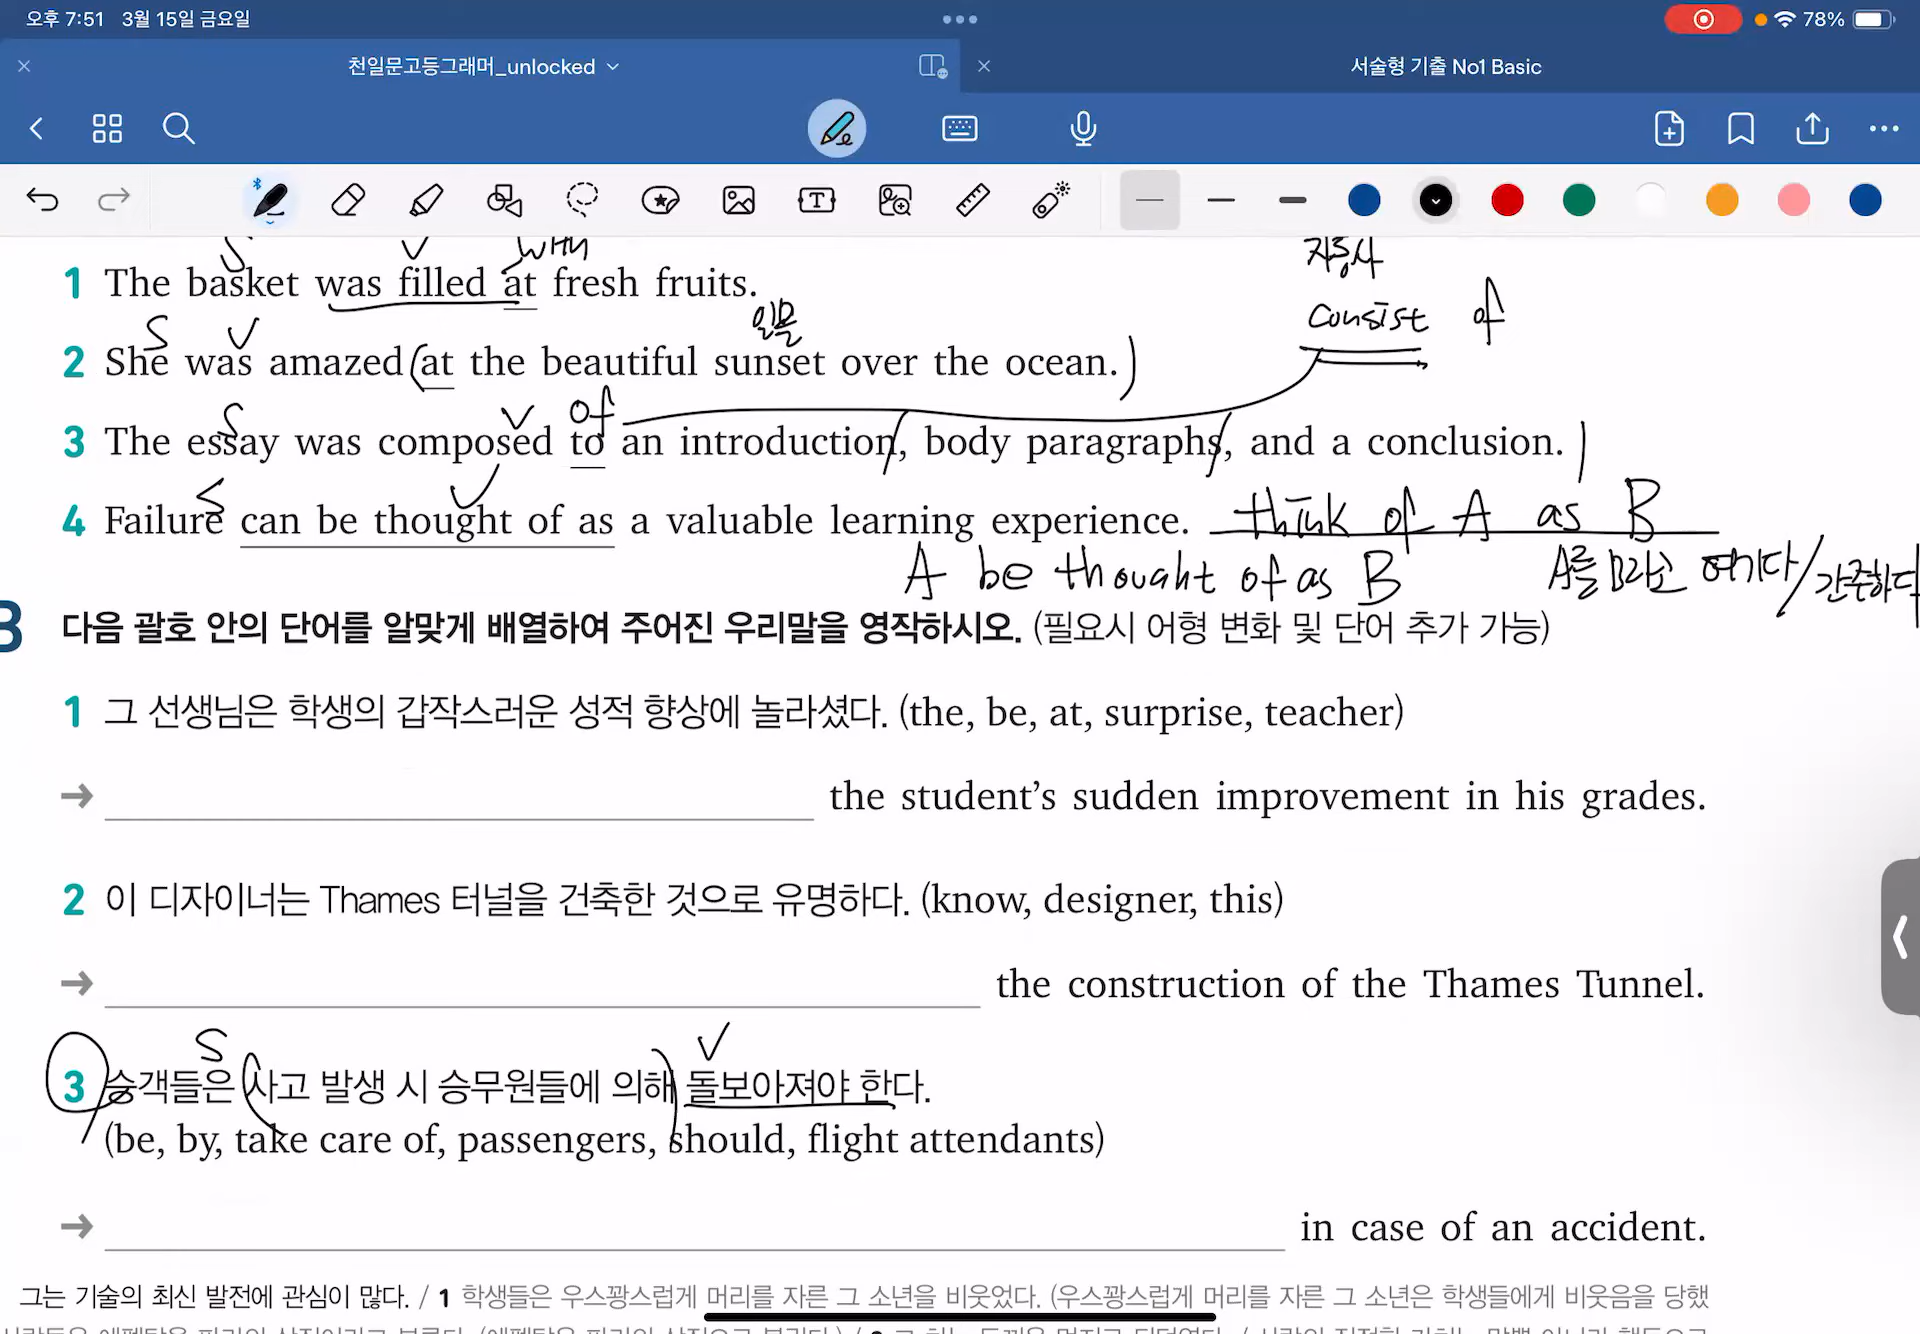 오후 7:51 3월 15일 금요일
78%
천일문고등그래머_unlocked
서술형 기출 No1 Basic
S V with
1 The basket was filled at fresh fruits.
자동사
consist of
S V 일몰
2 She was amazed (at the beautiful sunset over the ocean.)
S V of
3 The essay was composed to an introduction, body paragraphs, and a conclusion.
S V
4 Failure can be thought of as a valuable learning experience. think of A as B
A be thought of as B A를 B라고 여기다/간주하다
B 다음 괄호 안의 단어를 알맞게 배열하여 주어진 우리말을 영작하시오. (필요시 어형 변화 및 단어 추가 가능)
1 그 선생님은 학생의 갑작스러운 성적 향상에 놀라셨다. (the, be, at, surprise, teacher)
→ the student's sudden improvement in his grades.
2 이 디자이너는 Thames 터널을 건축한 것으로 유명하다. (know, designer, this)
→ the construction of the Thames Tunnel.
S V
3 승객들은 (사고 발생 시 승무원들에 의해) 돌보아져야 한다.
(be, by, take care of, passengers, should, flight attendants)
→ in case of an accident.
그는 기술의 최신 발전에 관심이 많다. / 1 학생들은 우스꽝스럽게 머리를 자른 그 소년을 비웃었다. (우스꽝스럽게 머리를 자른 그 소년은 학생들에게 비웃음을 당했